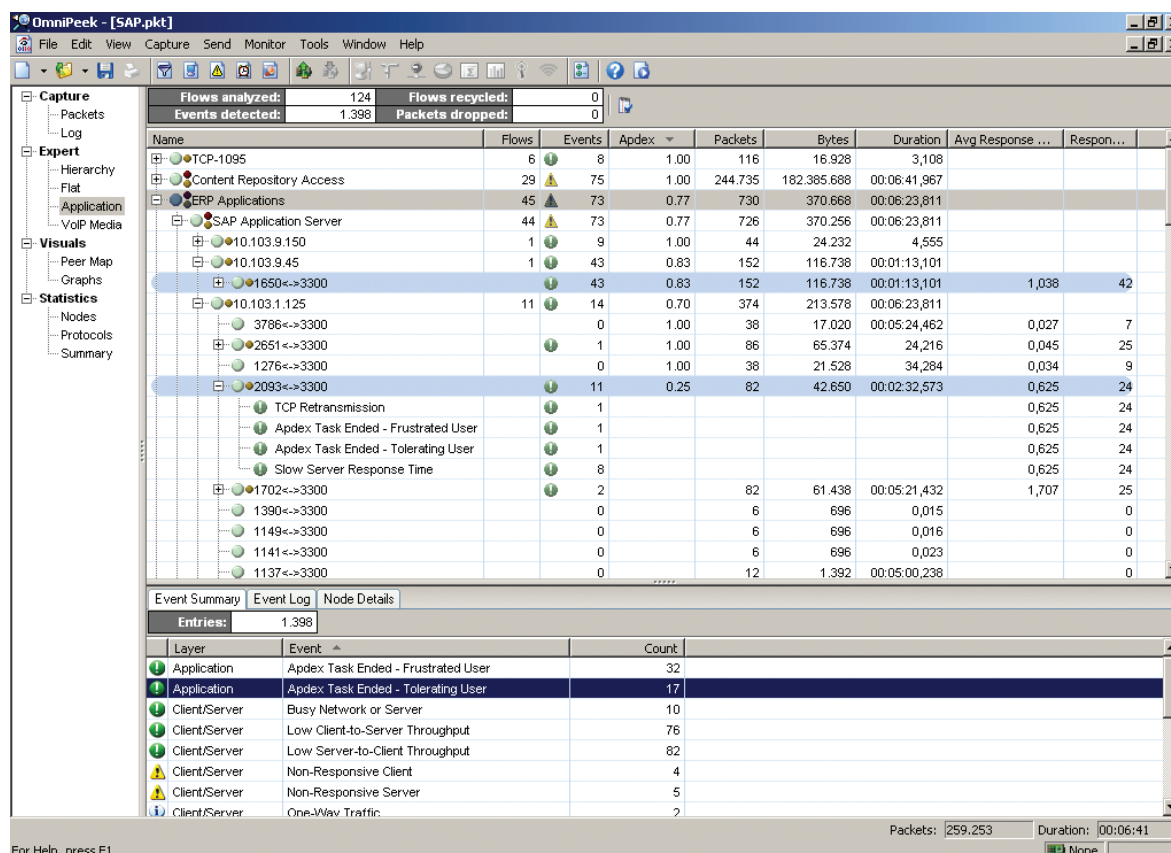 OmniPeek - [SAP.pkt]
File Edit View Capture Send Monitor Tools Window Help
Capture
Packets
Log
Expert
Hierarchy
Flat
Application
VoIP Media
Visuals
Peer Map
Graphs
Statistics
Nodes
Protocols
Summary
Flows analyzed: 124 Flows recycled: 0
Events detected: 1.398 Packets dropped: 0
Name Flows Events Apdex Packets Bytes Duration Avg Response ... Respon...
TCP-1095 6 8 1.00 116 16.928 3,108
Content Repository Access 29 75 1.00 244.735 182.385.688 00:06:41,967
ERP Applications 45 73 0.77 730 370.668 00:06:23,811
SAP Application Server 44 73 0.77 726 370.256 00:06:23,811
10.103.9.150 1 9 1.00 44 24.232 4,555
10.103.9.45 1 43 0.83 152 116.738 00:01:13,101
1650<->3300 43 0.83 152 116.738 00:01:13,101 1,038 42
10.103.1.125 11 14 0.70 374 213.578 00:06:23,811
3786<->3300 0 1.00 38 17.020 00:05:24,462 0,027 7
2651<->3300 1 1.00 86 65.374 24,216 0,045 25
1276<->3300 0 1.00 38 21.528 34,284 0,034 9
2093<->3300 11 0.25 82 42.650 00:02:32,573 0,625 24
TCP Retransmission 1 0,625 24
Apdex Task Ended - Frustrated User 1 0,625 24
Apdex Task Ended - Tolerating User 1 0,625 24
Slow Server Response Time 8 0,625 24
1702<->3300 2 82 61.438 00:05:21,432 1,707 25
1390<->3300 0 6 696 0,015 0
1149<->3300 0 6 696 0,016 0
1141<->3300 0 6 696 0,023 0
1137<->3300 0 12 1.392 00:05:00,238 0
Event Summary Event Log Node Details
Entries: 1.398
Layer Event Count
Application Apdex Task Ended - Frustrated User 32
Application Apdex Task Ended - Tolerating User 17
Client/Server Busy Network or Server 10
Client/Server Low Client-to-Server Throughput 76
Client/Server Low Server-to-Client Throughput 82
Client/Server Non-Responsive Client 4
Client/Server Non-Responsive Server 5
Client/Server One-Way Traffic 2
Packets: 259.253 Duration: 00:06:41
For Help, press F1 None